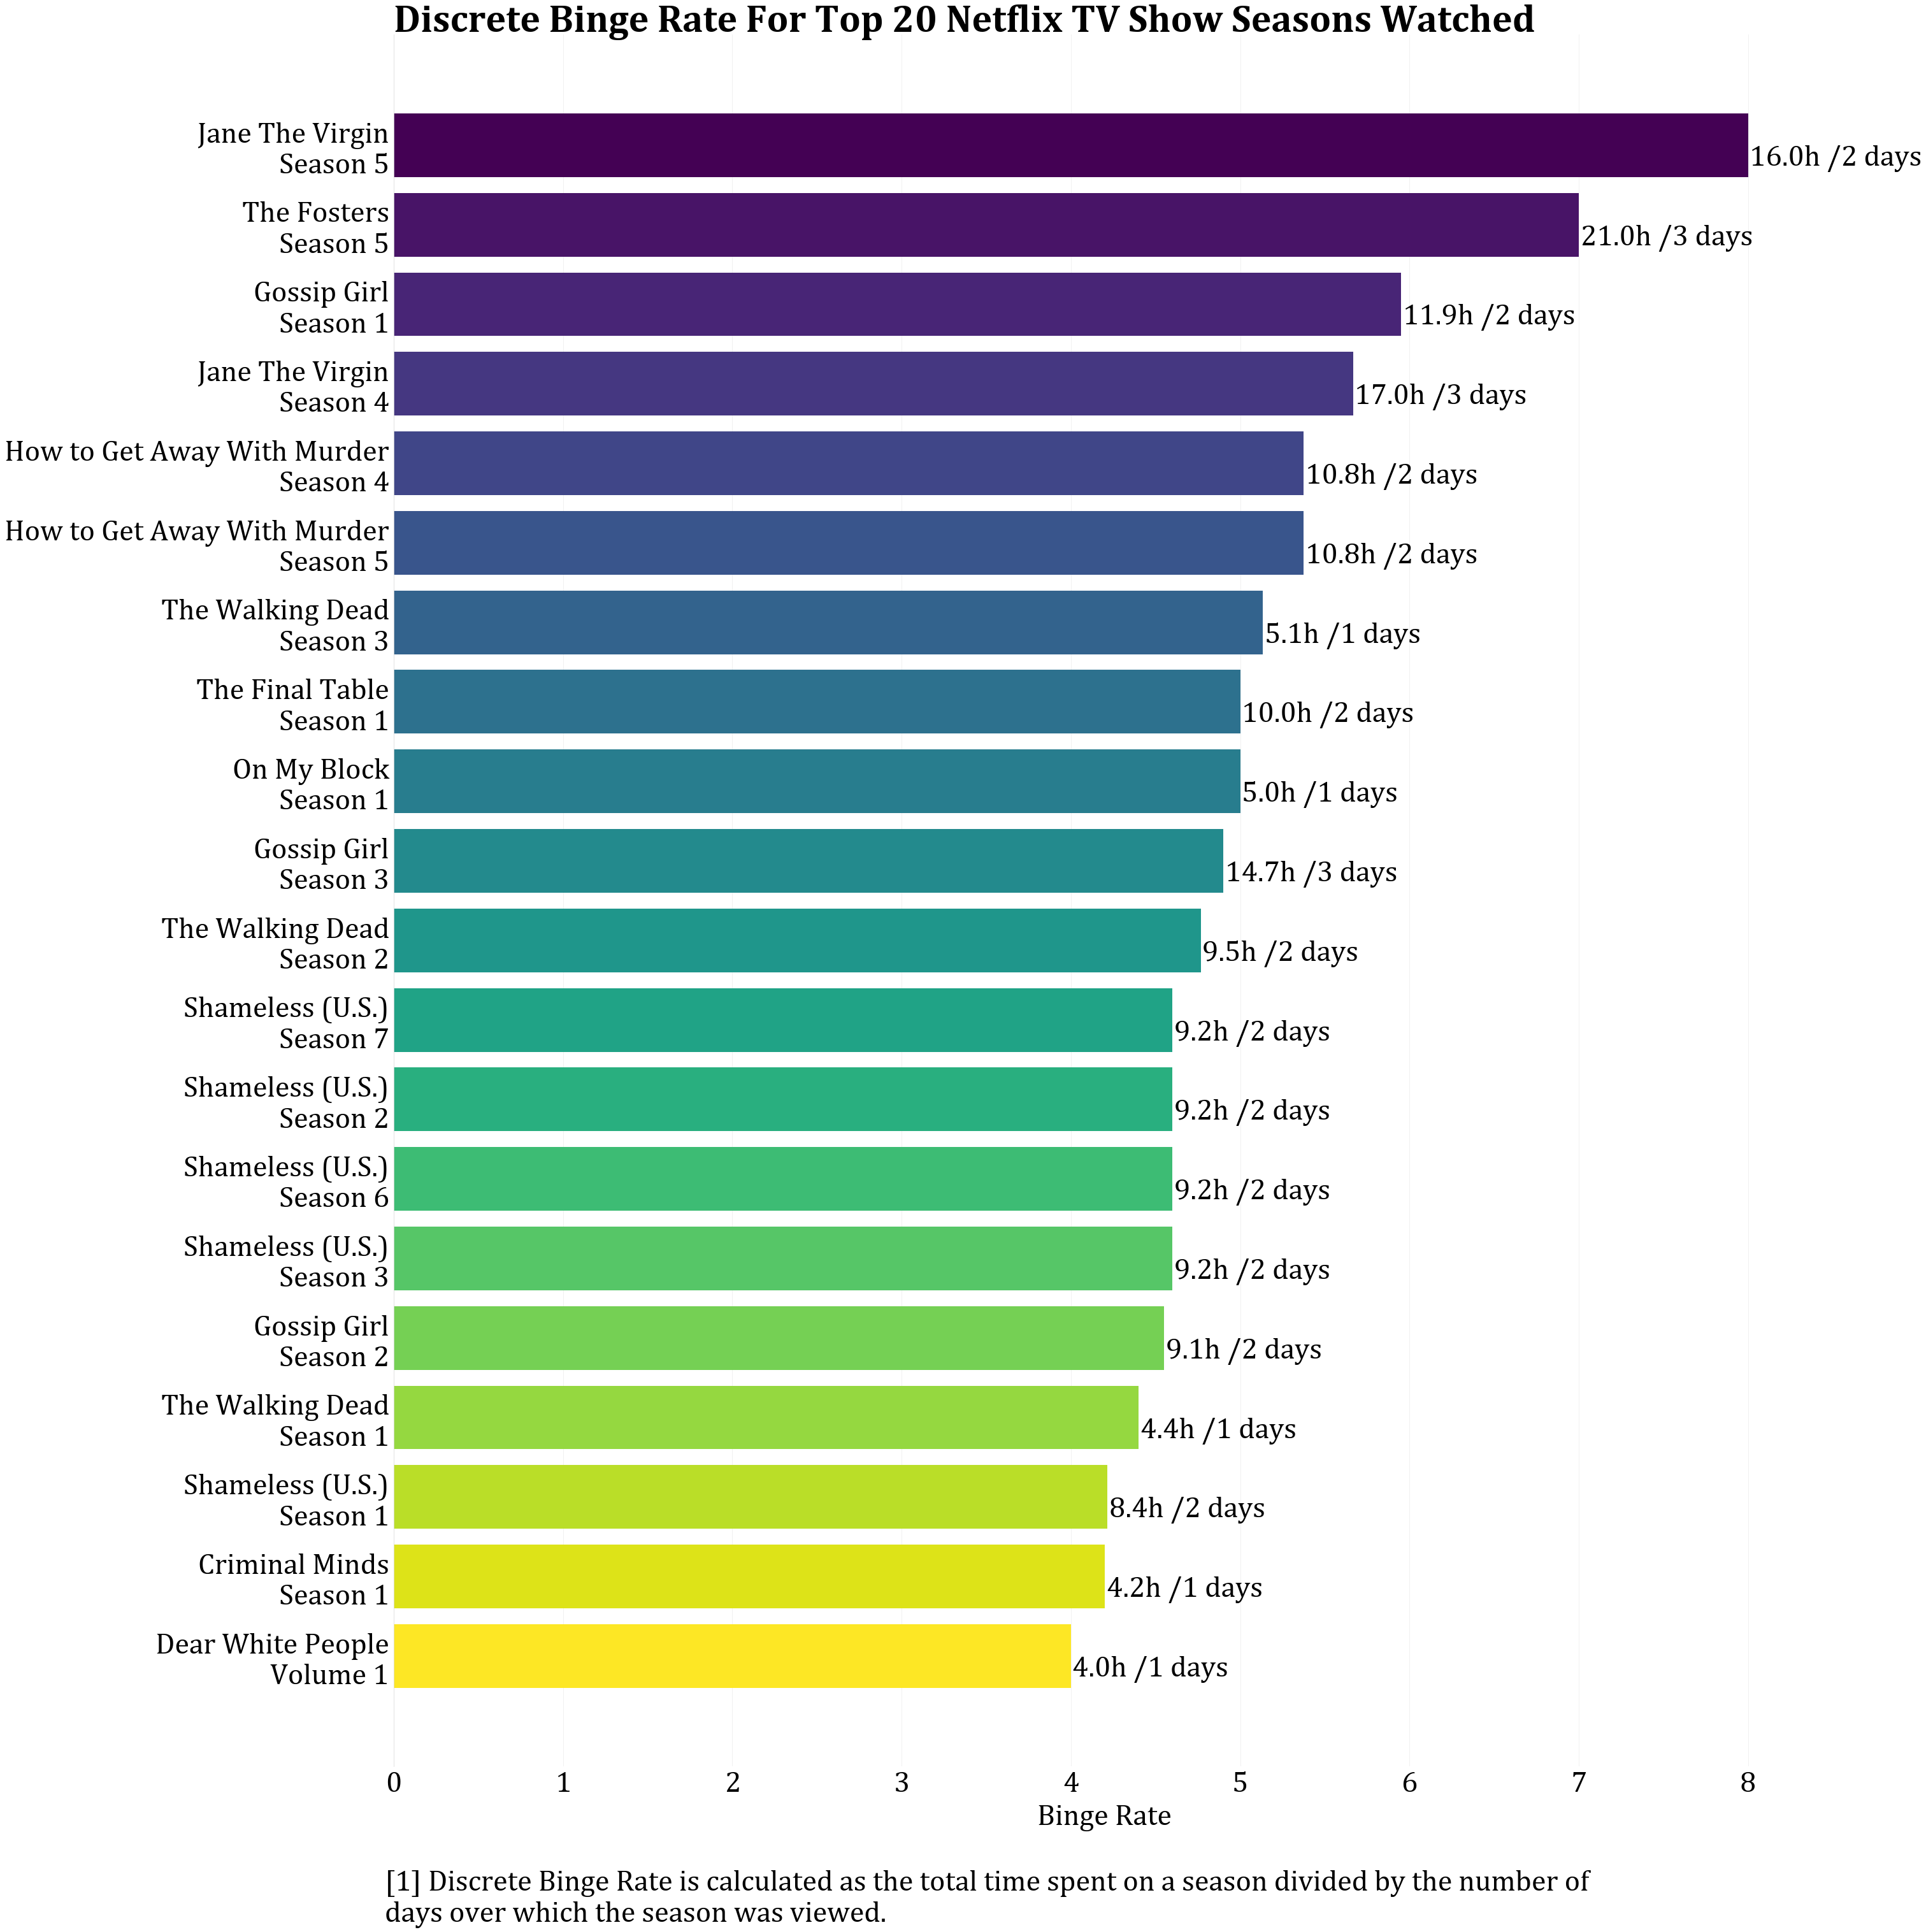 Discrete Binge Rate For Top 20 Netflix TV Show Seasons Watched
Jane The Virgin
Season 5
16.0h /2 days
The Fosters
Season 5
21.0h /3 days
Gossip Girl
Season 1
11.9h /2 days
Jane The Virgin
Season 4
17.0h /3 days
How to Get Away With Murder
Season 4
10.8h /2 days
How to Get Away With Murder
Season 5
10.8h /2 days
The Walking Dead
Season 3
5.1h /1 days
The Final Table
Season 1
10.0h /2 days
On My Block
Season 1
5.0h /1 days
Gossip Girl
Season 3
14.7h /3 days
The Walking Dead
Season 2
9.5h /2 days
Shameless (U.S.)
Season 7
9.2h /2 days
Shameless (U.S.)
Season 2
9.2h /2 days
Shameless (U.S.)
Season 6
9.2h /2 days
Shameless (U.S.)
Season 3
9.2h /2 days
Gossip Girl
Season 2
9.1h /2 days
The Walking Dead
Season 1
4.4h /1 days
Shameless (U.S.)
Season 1
8.4h /2 days
Criminal Minds
Season 1
4.2h /1 days
Dear White People
Volume 1
4.0h /1 days
0 1 2 3 4 5 6 7 8
Binge Rate
[1] Discrete Binge Rate is calculated as the total time spent on a season divided by the number of
days over which the season was viewed.